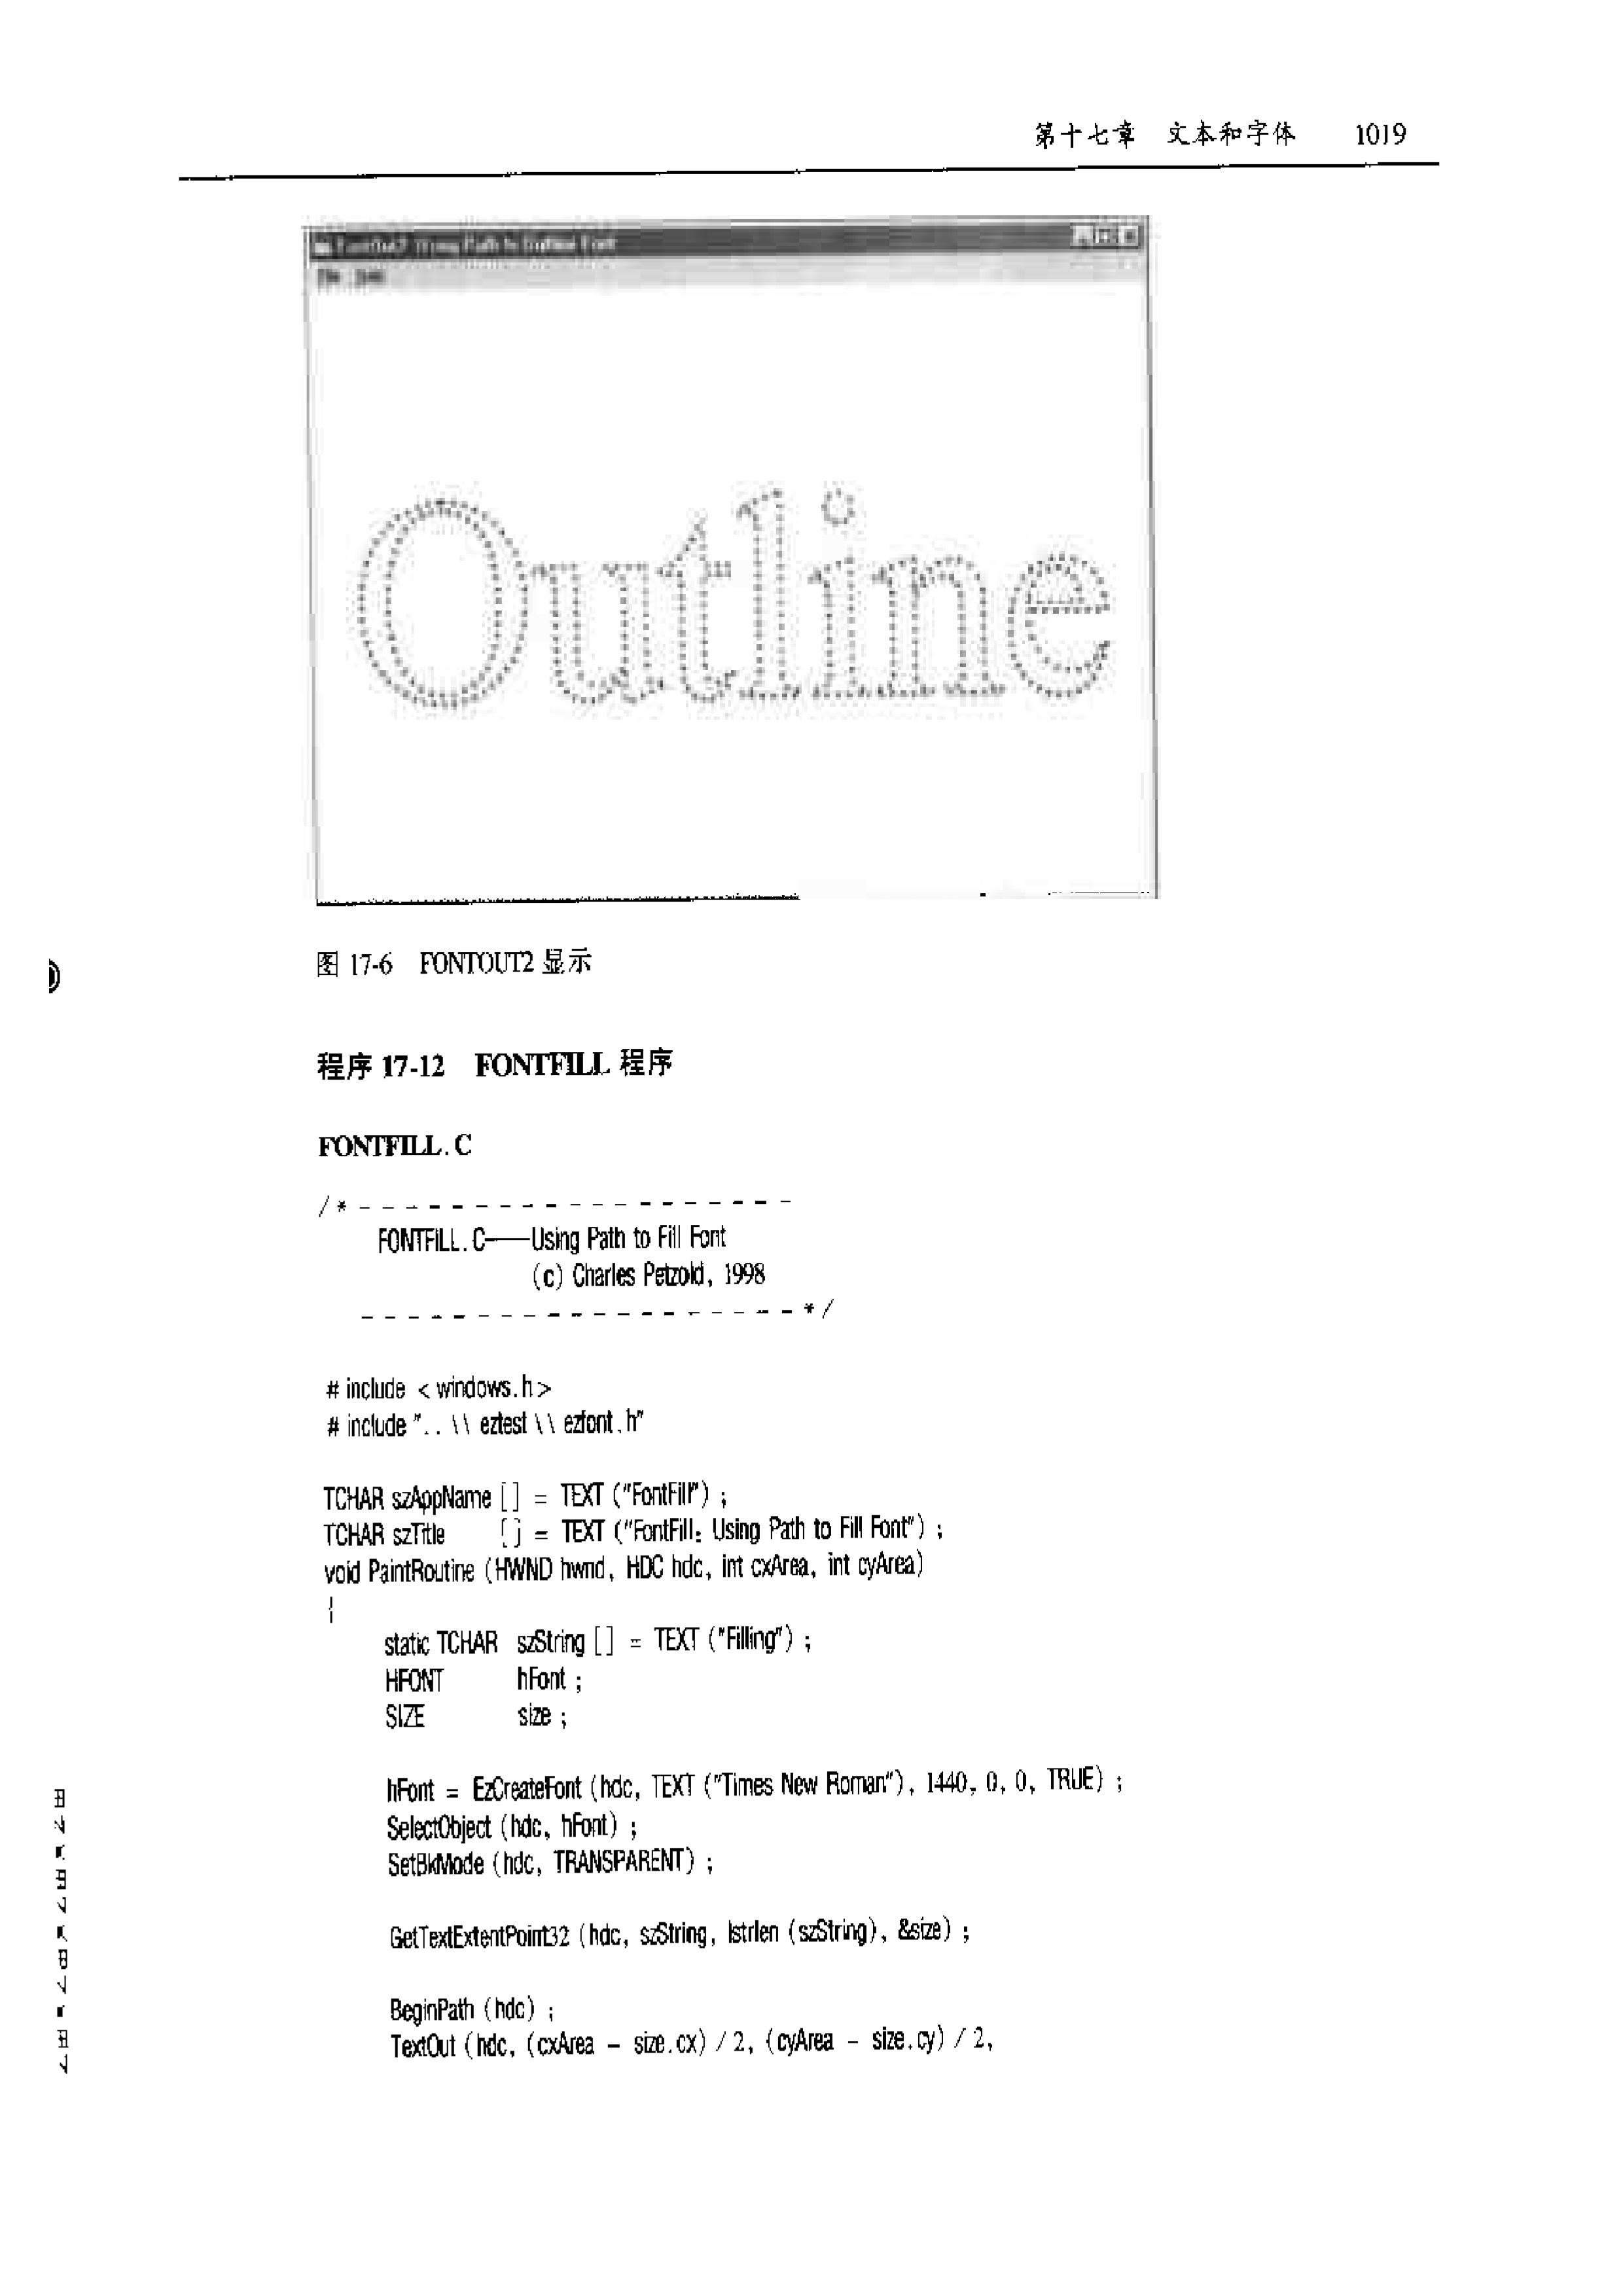 第十七章 文本和字体 1019
Outline
图 17-6 FONTOUT2 显示
程序 17-12 FONTFILL 程序
FONTFILL.C
/*-------------------
FONTFILL.C——Using Path to Fill Font
(c) Charles Petzold, 1998
-------------------*/
# include <windows.h>
# include "..\\eztest\\ezfont.h"
TCHAR szAppName [] = TEXT ("FontFill") ;
TCHAR szTitle [] = TEXT ("FontFill: Using Path to Fill Font") ;
void PaintRoutine (HWND hwnd, HDC hdc, int cxArea, int cyArea)
{
static TCHAR szString [] = TEXT ("Filling") ;
HFONT hFont ;
SIZE size ;
hFont = EzCreateFont (hdc, TEXT ("Times New Roman"), 1440, 0, 0, TRUE) ;
SelectObject (hdc, hFont) ;
SetBkMode (hdc, TRANSPARENT) ;
GetTextExtentPoint32 (hdc, szString, lstrlen (szString), &size) ;
BeginPath (hdc) ;
TextOut (hdc, (cxArea - size.cx) / 2, (cyArea - size.cy) / 2,